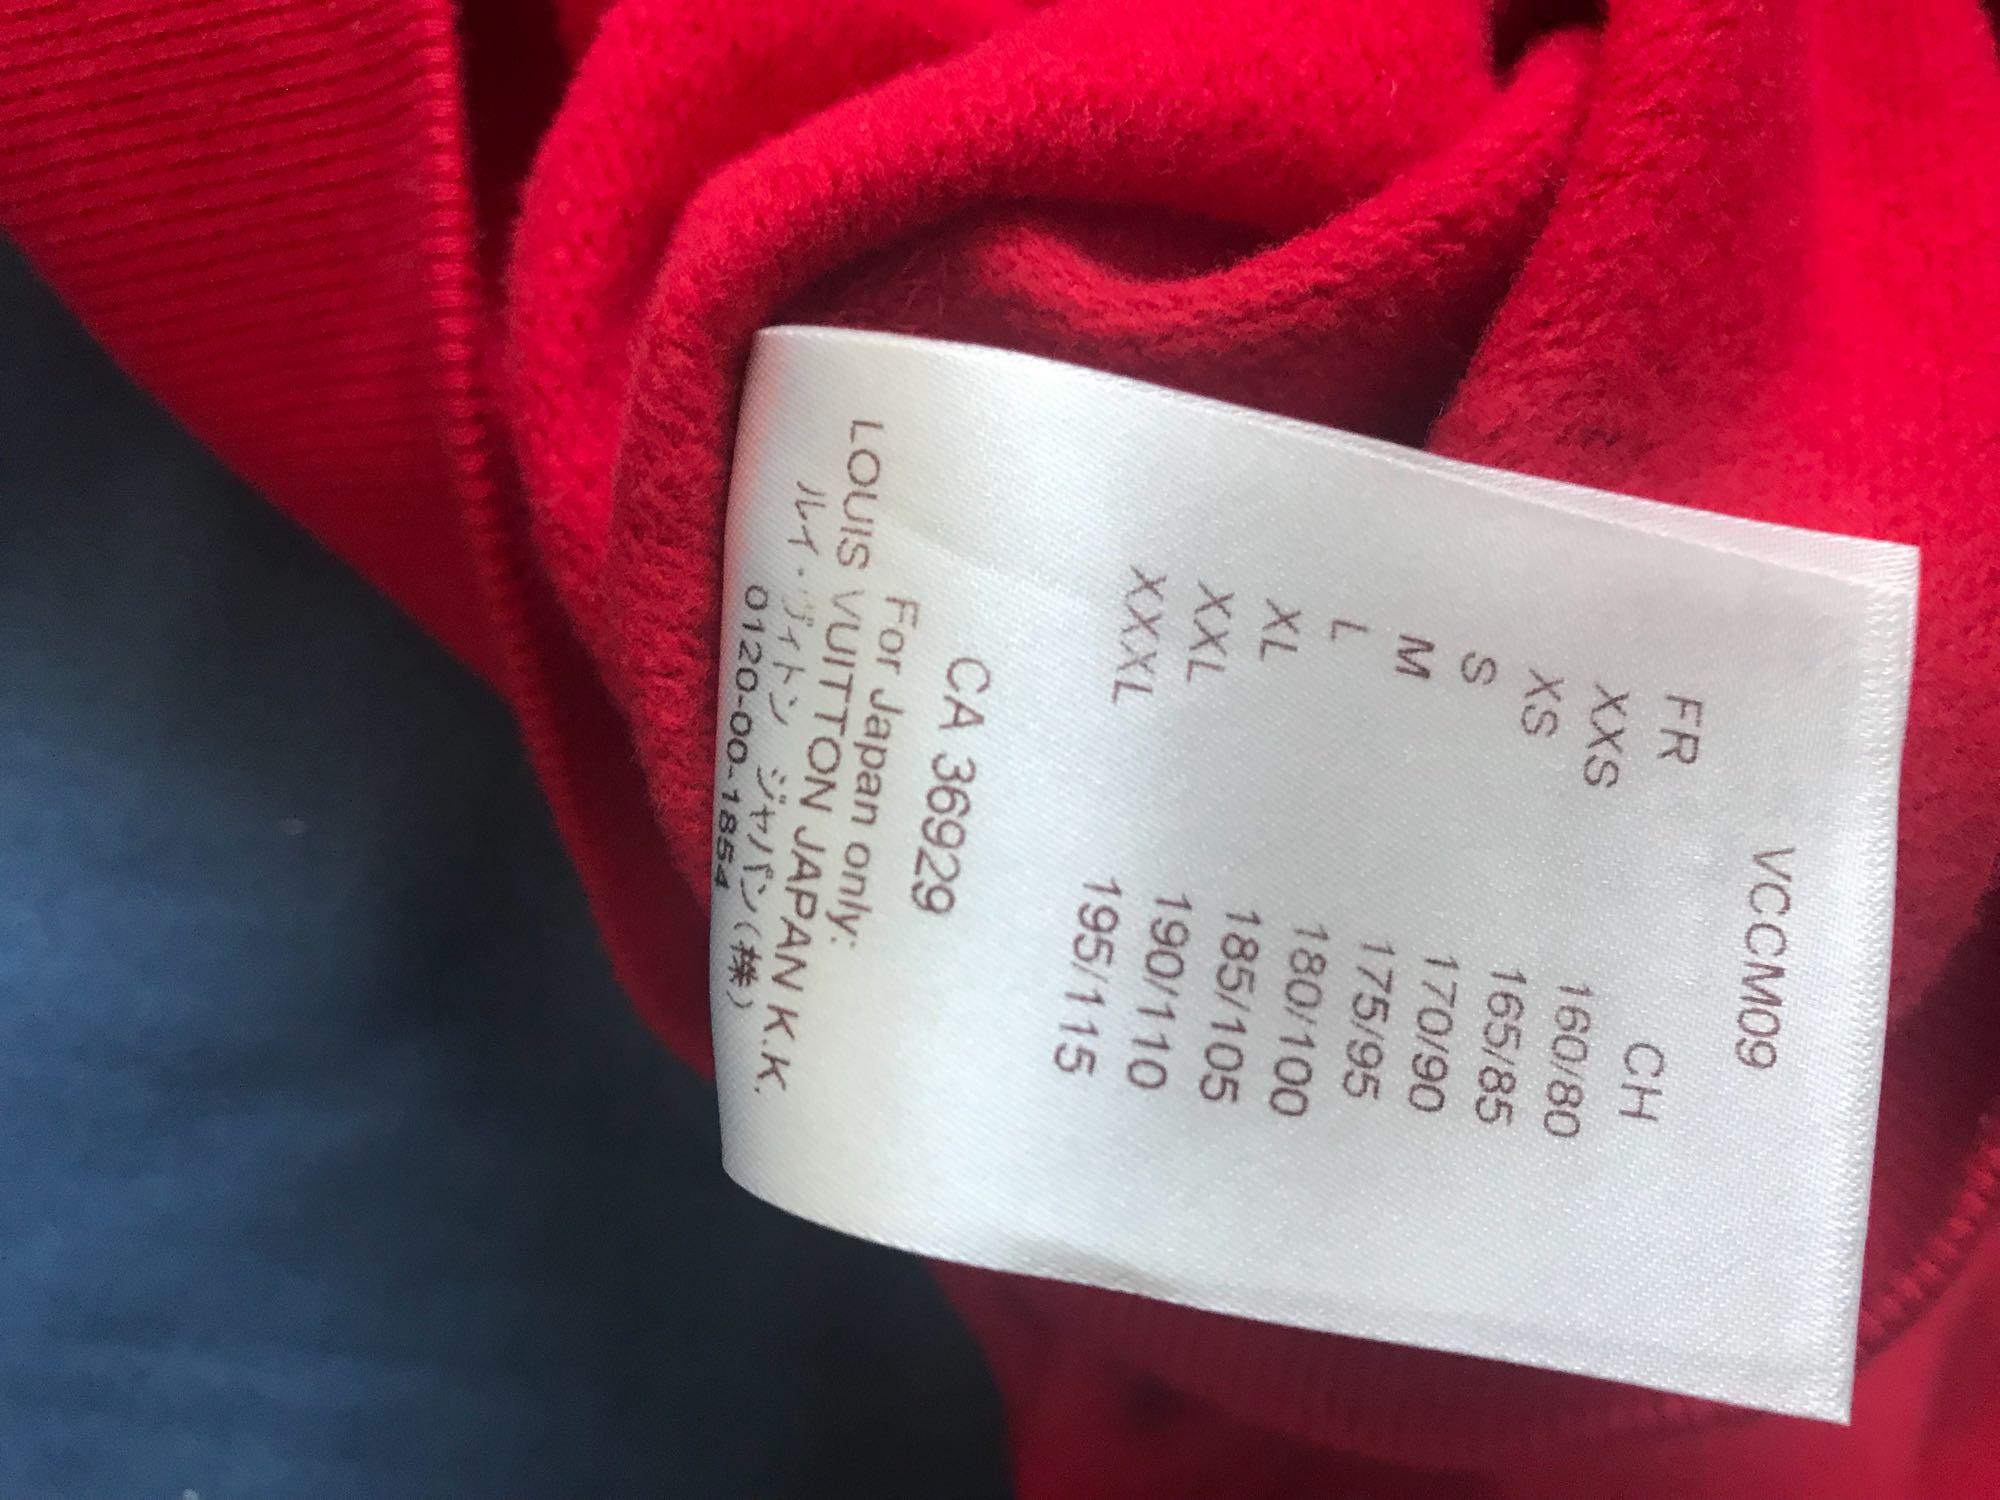 VCCM09
FR CH
XXS 160/80
XS 165/85
S 170/90
M 175/95
L 180/100
XL 185/105
XXL 190/110
XXXL 195/115
CA 36929
For Japan only:
LOUIS VUITTON JAPAN K.K.
ルイ・ヴィトン ジャパン(株)
0120-00-1854